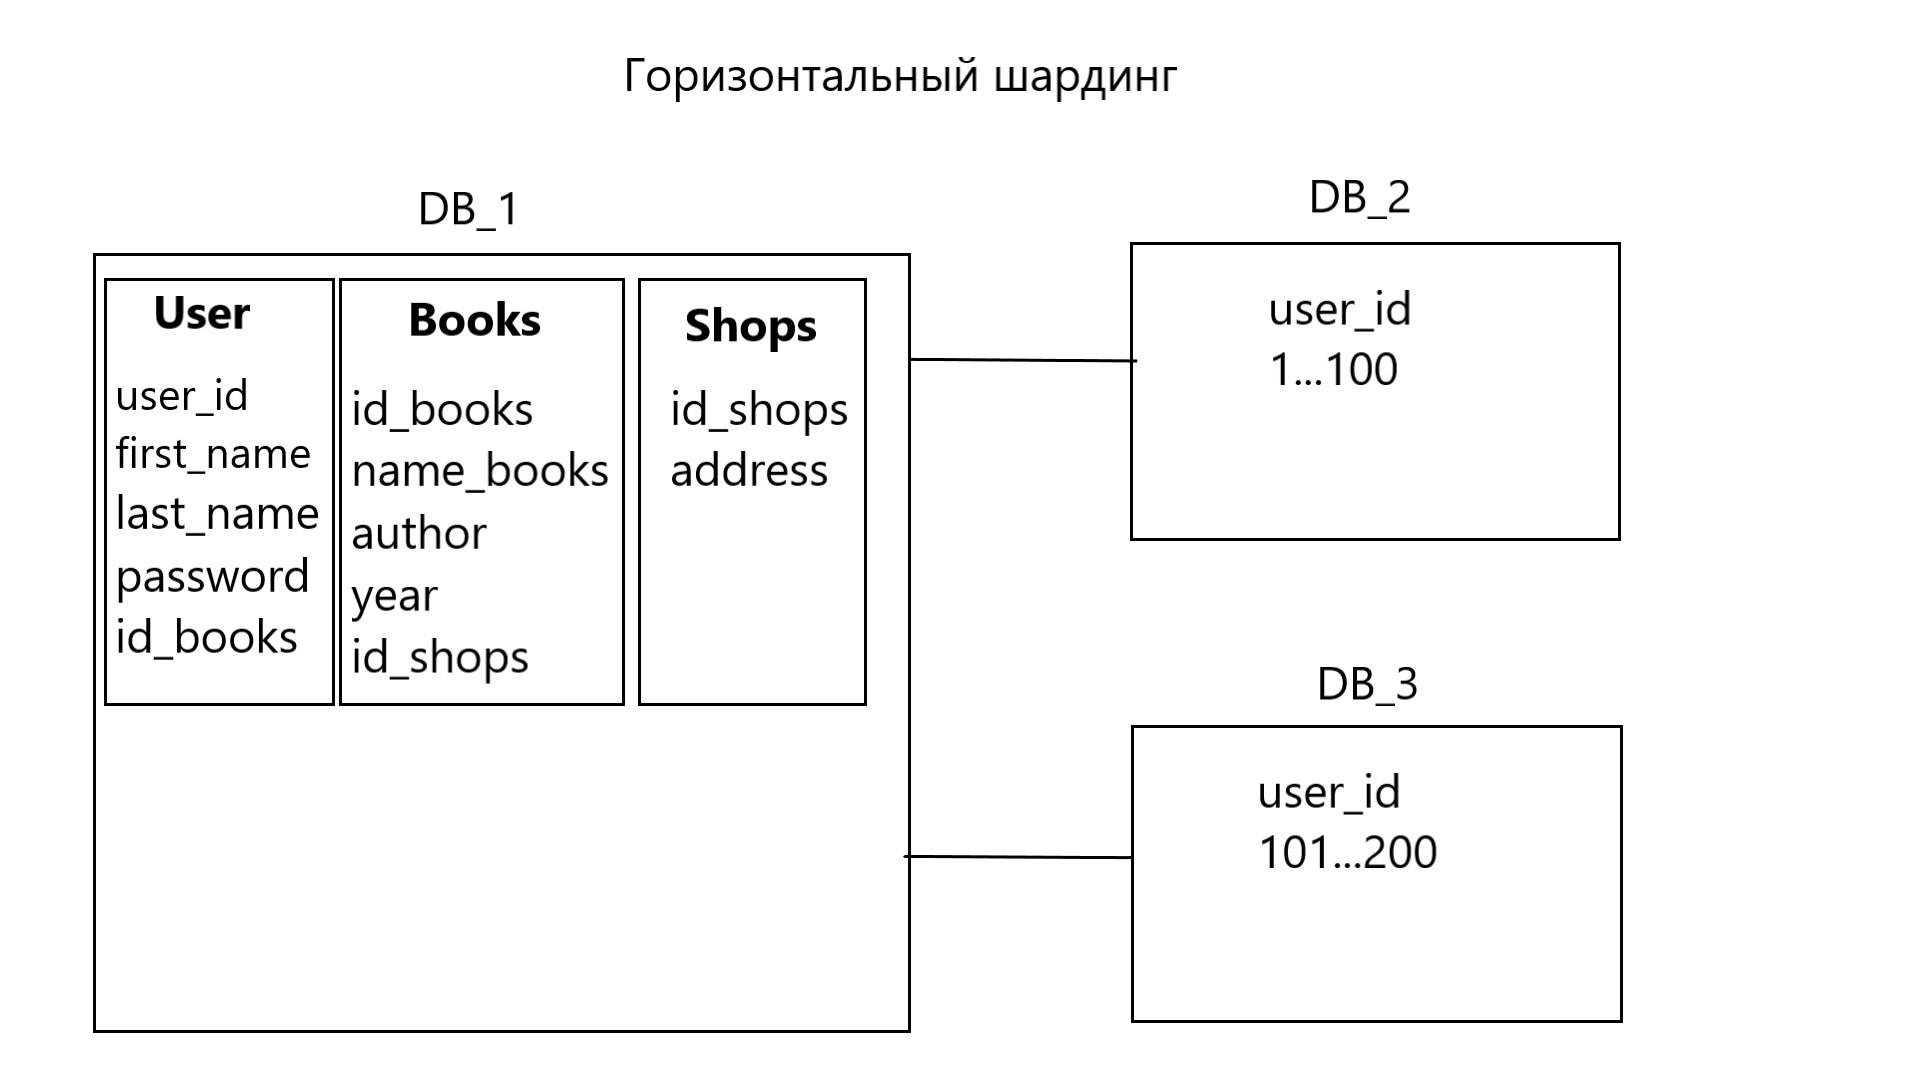 Горизонтальный шардинг
DB_1
User
user_id
first_name
last_name
password
id_books
Books
id_books
name_books
author
year
id_shops
Shops
id_shops
address
DB_2
user_id
1...100
DB_3
user_id
101...200